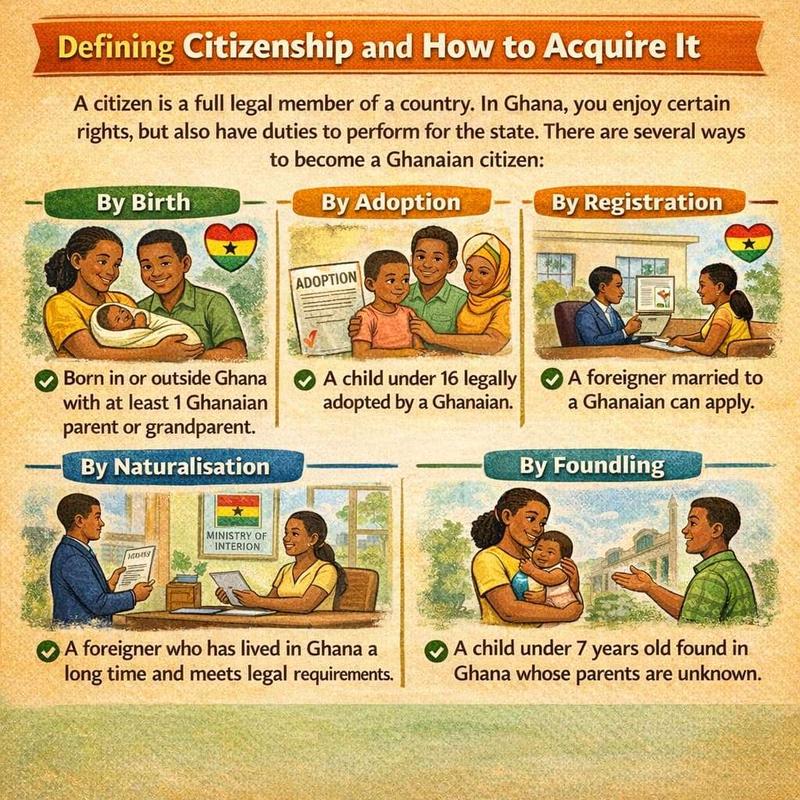 Defining Citizenship and How to Acquire It
A citizen is a full legal member of a country. In Ghana, you enjoy certain
rights, but also have duties to perform for the state. There are several ways
to become a Ghanaian citizen:
By Birth
Born in or outside Ghana
with at least 1 Ghanaian
parent or grandparent.
By Adoption
ADOPTION
A child under 16 legally
adopted by a Ghanaian.
By Registration
A foreigner married to
a Ghanaian can apply.
By Naturalisation
MINISTRY OF
INTERION
A foreigner who has lived in Ghana a
long time and meets legal requirements.
By Foundling
A child under 7 years old found in
Ghana whose parents are unknown.